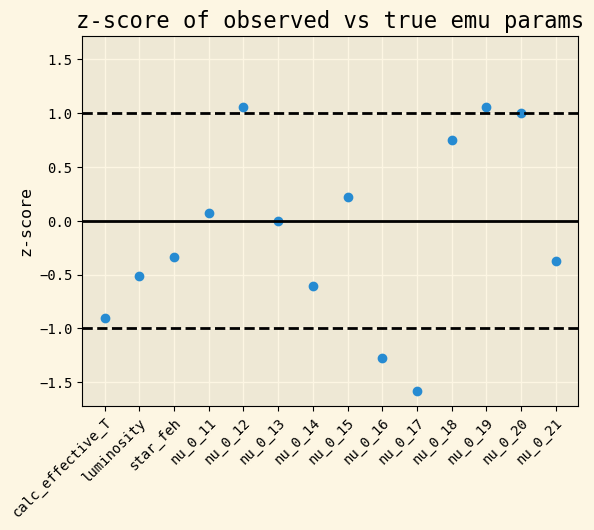 z-score of observed vs true emu params
z-score
1.5
1.0
0.5
0.0
−0.5
−1.0
−1.5
calc_effective_T
luminosity
star_feh
nu_0_11
nu_0_12
nu_0_13
nu_0_14
nu_0_15
nu_0_16
nu_0_17
nu_0_18
nu_0_19
nu_0_20
nu_0_21